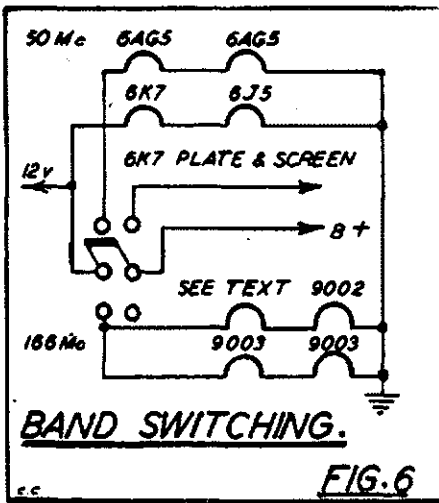 50 Mc 6AG5 6AG5
6K7 6J5
6K7 PLATE & SCREEN
12v
B+
SEE TEXT 9002
166 Mc 9003 9003
BAND SWITCHING.
c.c. FIG. 6